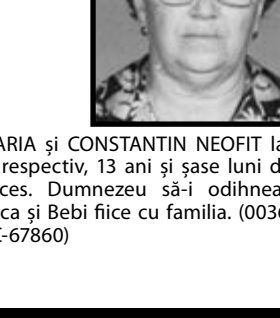 ARIA și CONSTANTIN NEOFIT la
respectiv, 13 ani și șase luni d
ces. Dumnezeu să-i odihnea
ca și Bebi fiice cu familia. (0036
-67860)